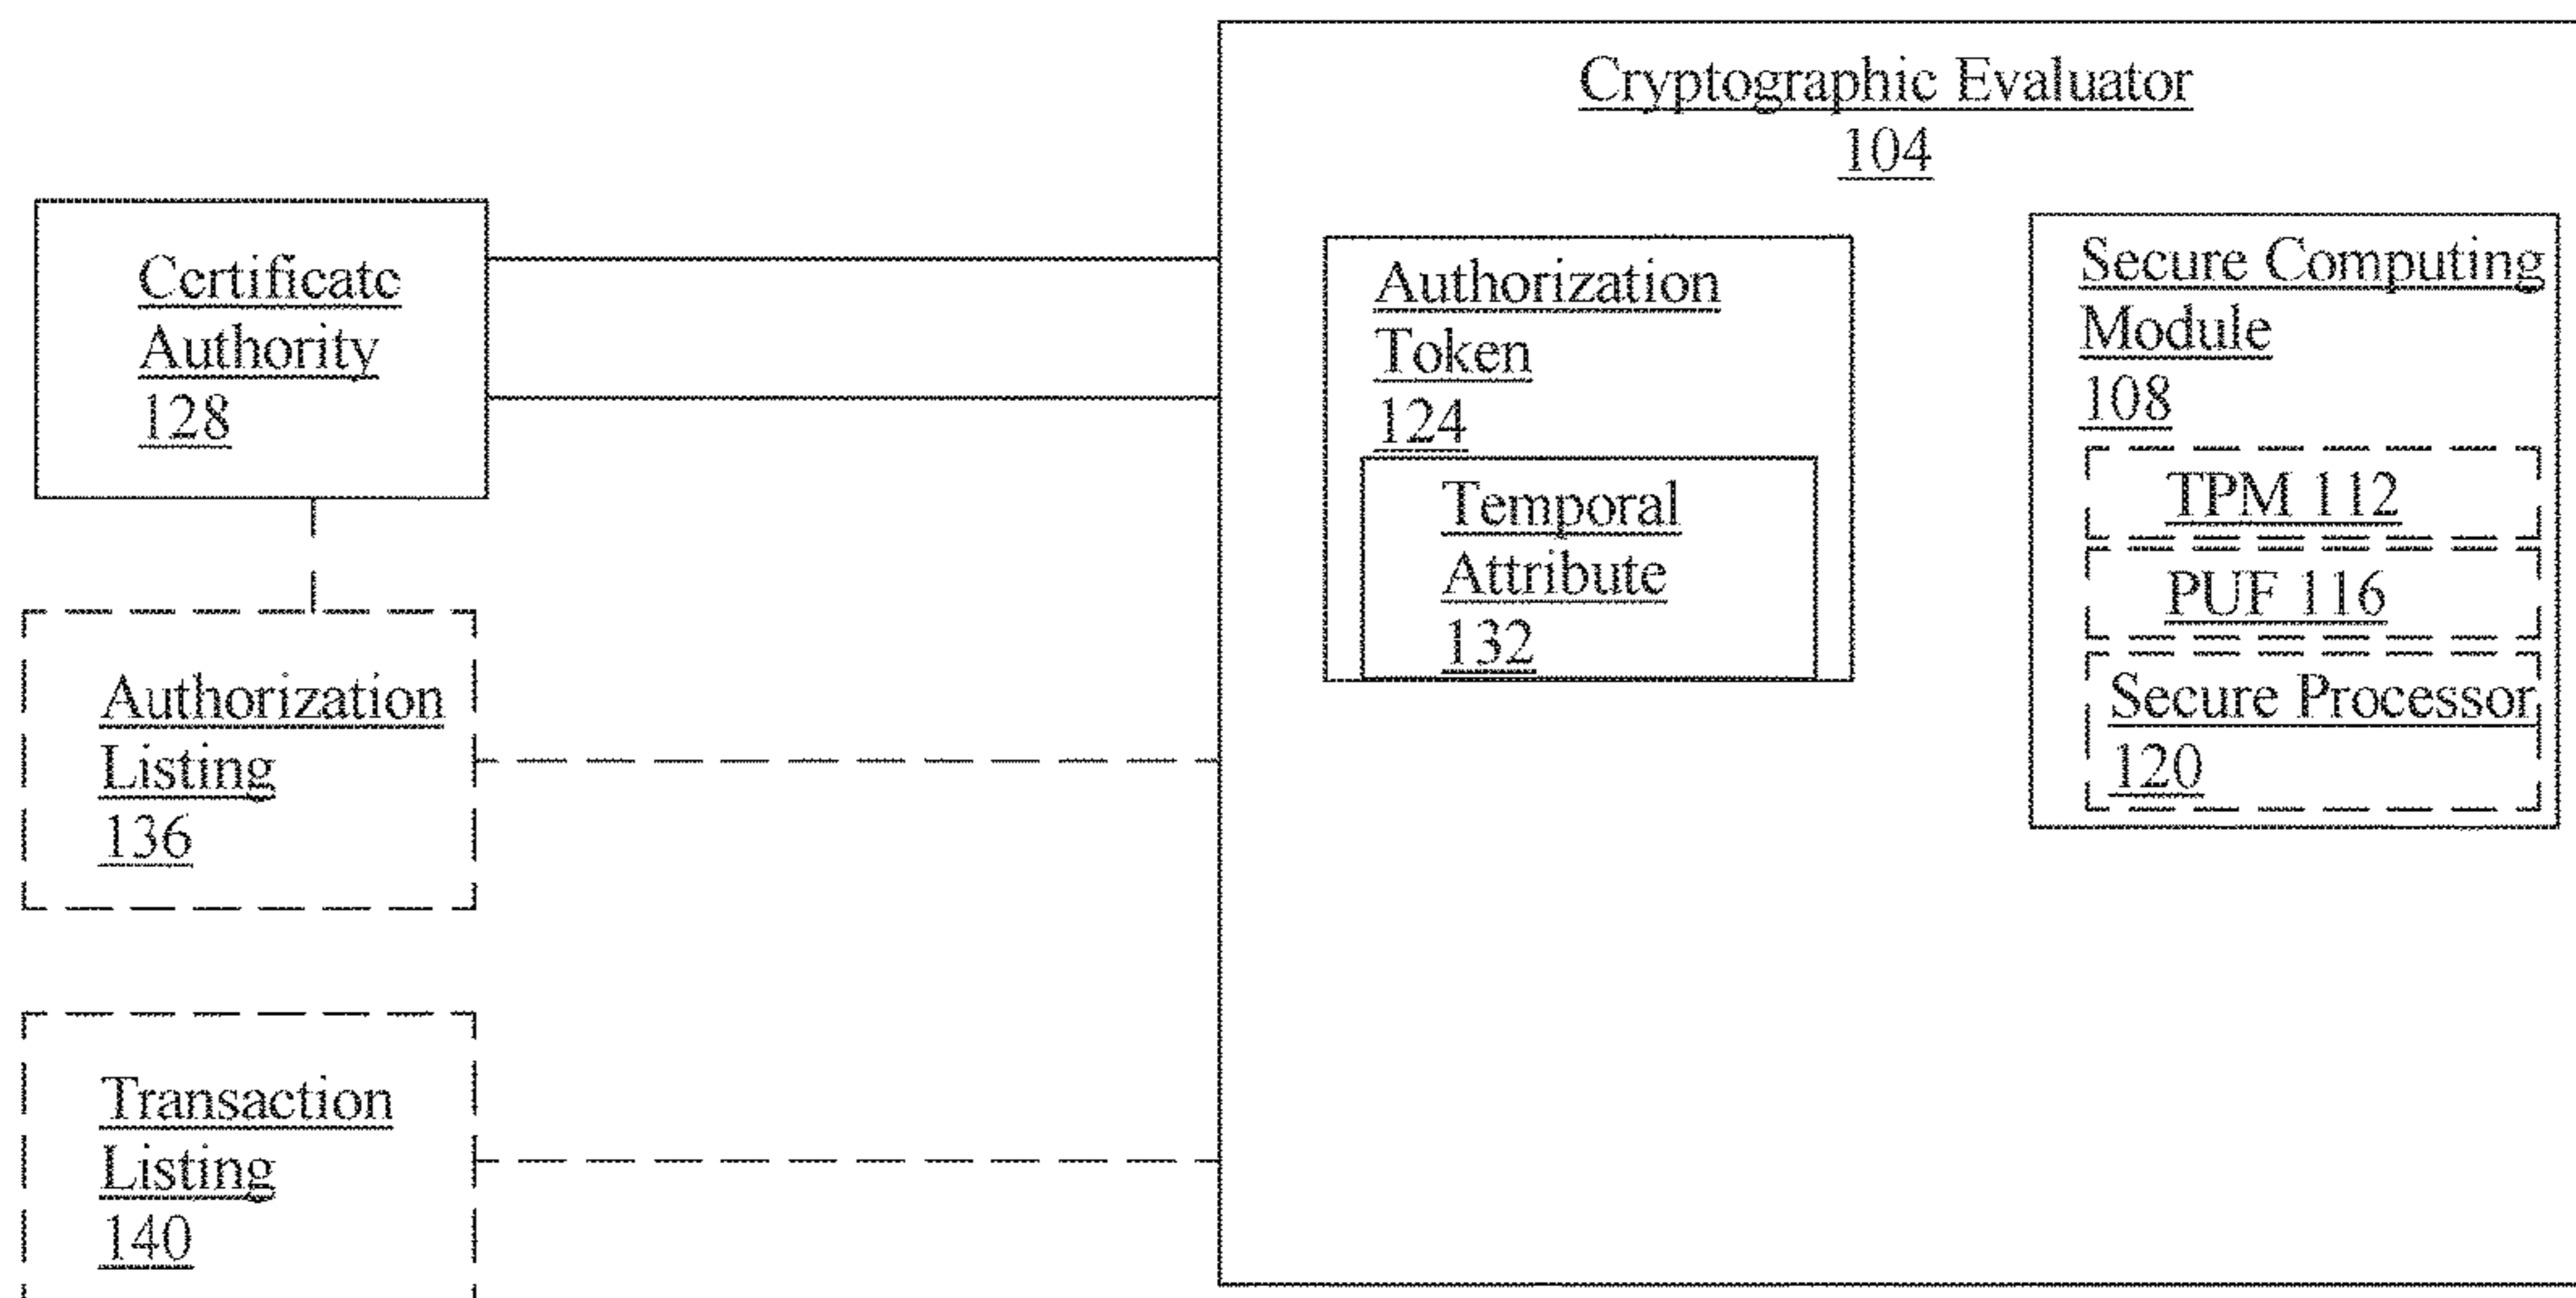 Cryptographic Evaluator
104
Certificate
Authority
128
Authorization
Token
124
Temporal
Attribute
132
Secure Computing
Module
108
TPM 112
PUF 116
Secure Processor
120
Authorization
Listing
136
Transaction
Listing
140